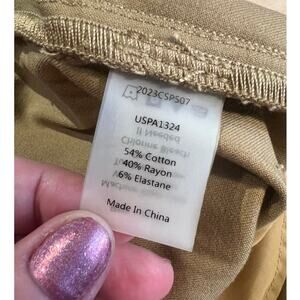 2023CSPS07
USPA1324
54% Cotton
40% Rayon
6% Elastane
Made In China